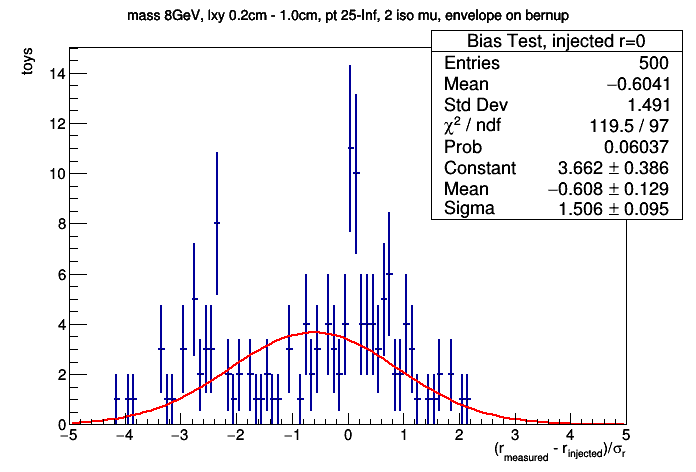 mass 8GeV, lxy 0.2cm - 1.0cm, pt 25-Inf, 2 iso mu, envelope on bernup
Bias Test, injected r=0
Entries 500
Mean −0.6041
Std Dev 1.491
χ² / ndf 119.5 / 97
Prob 0.06037
Constant 3.662 ± 0.386
Mean −0.608 ± 0.129
Sigma 1.506 ± 0.095
toys
14
12
10
8
6
4
2
0
−5 −4 −3 −2 −1 0 1 2 3 4 5
(r_measured - r_injected)/σ_r